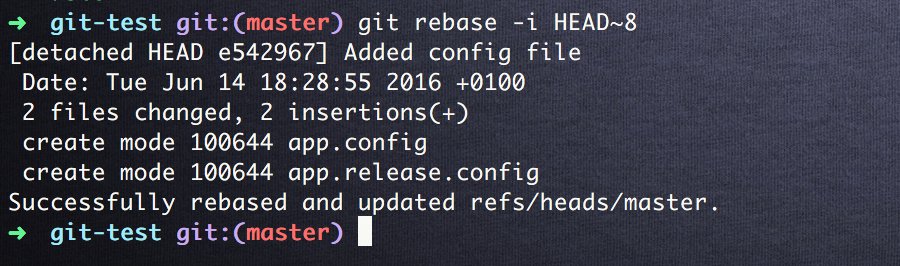 ➜  git-test git:(master) git rebase -i HEAD~8
[detached HEAD e542967] Added config file
 Date: Tue Jun 14 18:28:55 2016 +0100
 2 files changed, 2 insertions(+)
 create mode 100644 app.config
 create mode 100644 app.release.config
Successfully rebased and updated refs/heads/master.
➜  git-test git:(master)